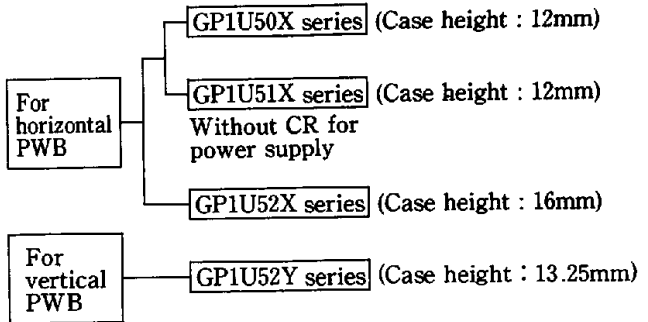 GP1U50X series (Case height : 12mm)
GP1U51X series (Case height : 12mm)
Without CR for
power supply
For
horizontal
PWB
GP1U52X series (Case height : 16mm)
For
vertical
PWB
GP1U52Y series (Case height : 13.25mm)